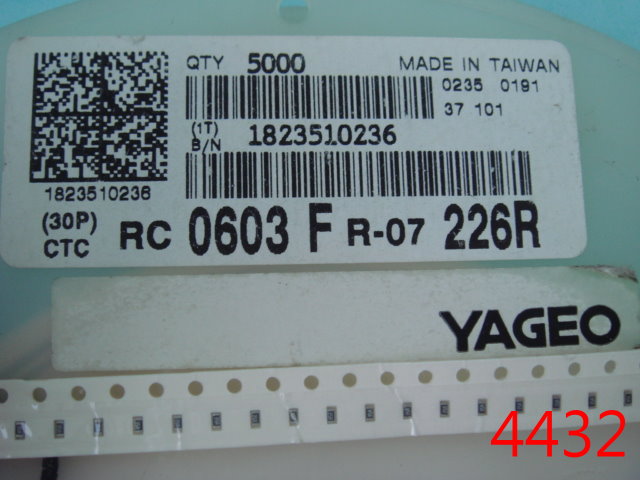 QTY 5000 MADE IN TAIWAN
0235 0191
37 101
(1T)
B/N 1823510236
1823510236
(30P)
CTC RC 0603 F R-07 226R
YAGEO
4432